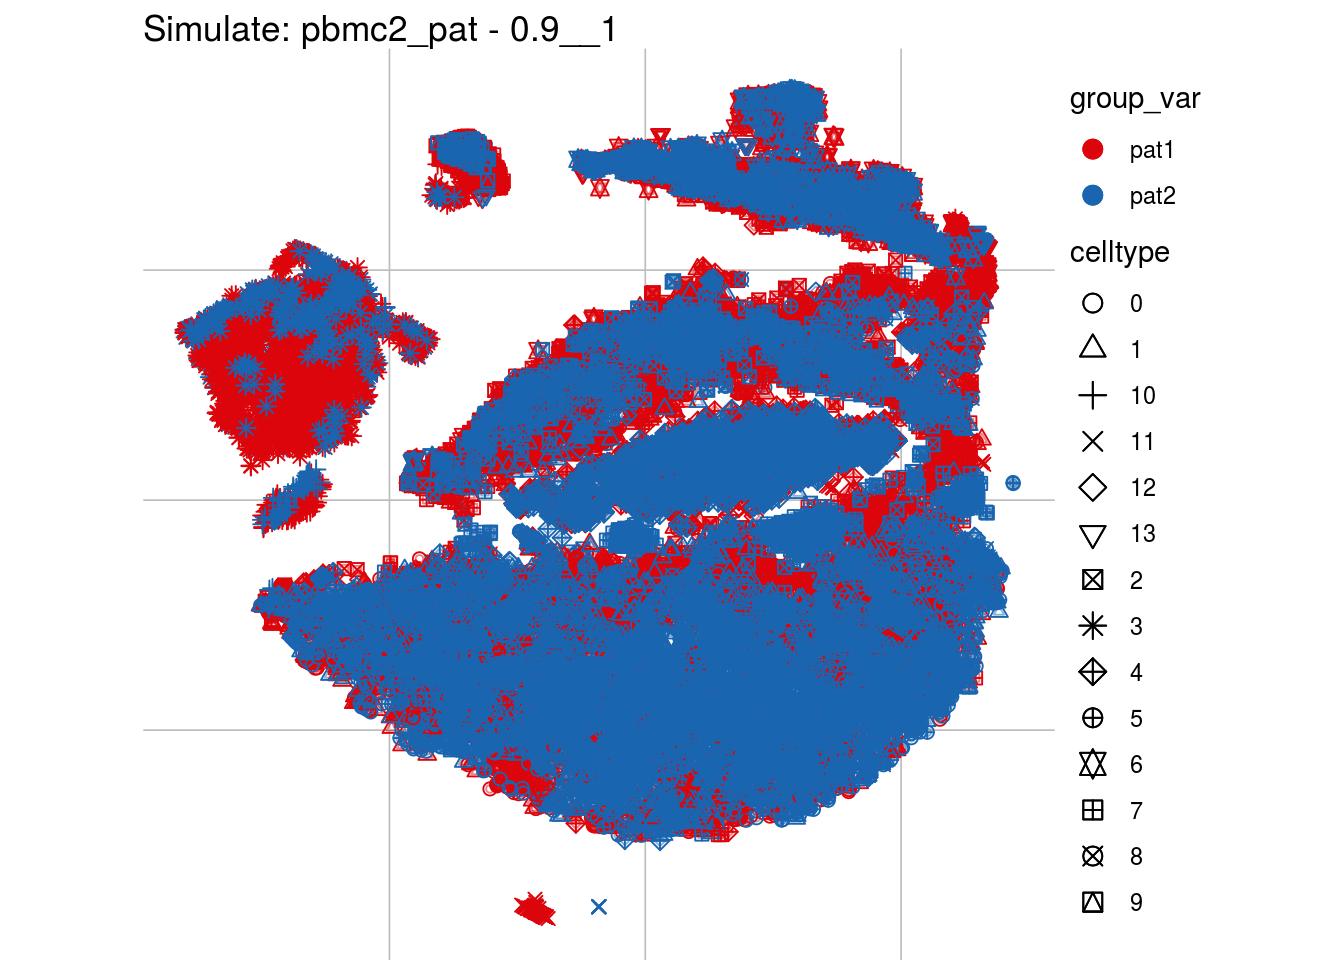 Simulate: pbmc2_pat - 0.9__1
group_var
pat1
pat2
celltype
0
1
10
11
12
13
2
3
4
5
6
7
8
9